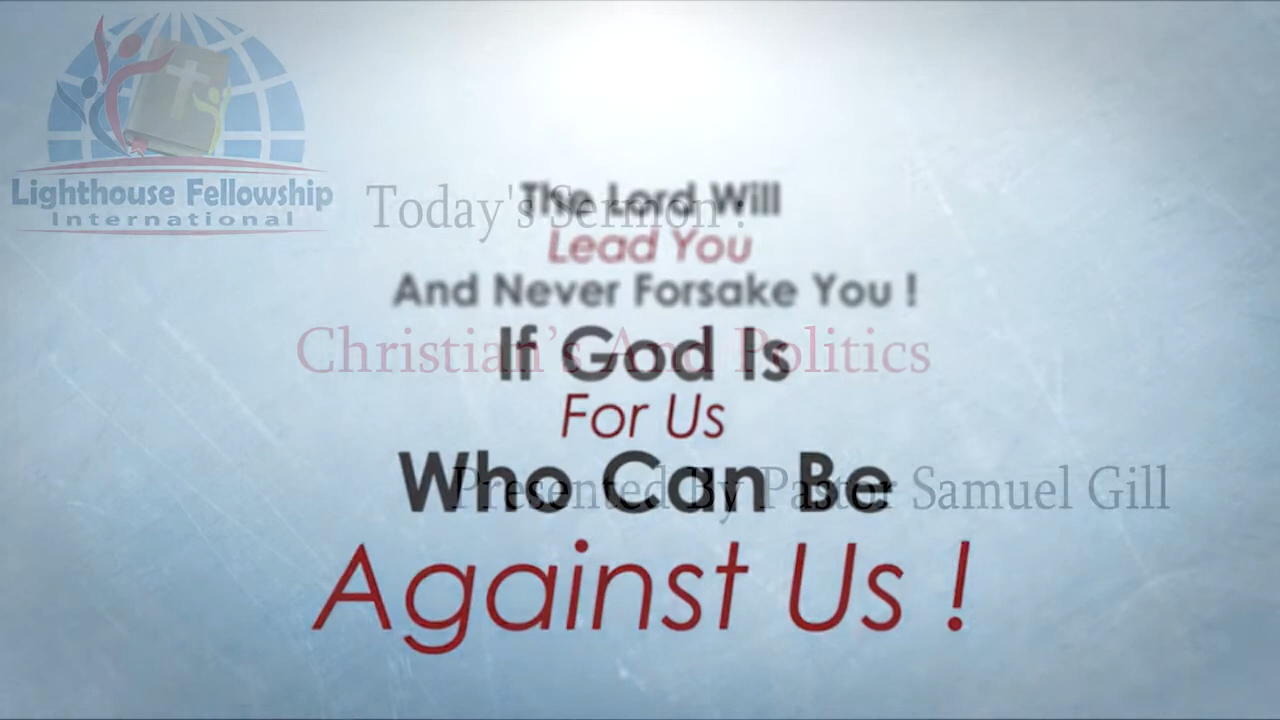 Lighthouse Fellowship
International
Today's Sermon :
Christian's And Politics
Presented By Pastor Samuel Gill
The Lord Will
Lead You
And Never Forsake You !
If God Is
For Us
Who Can Be
Against Us !